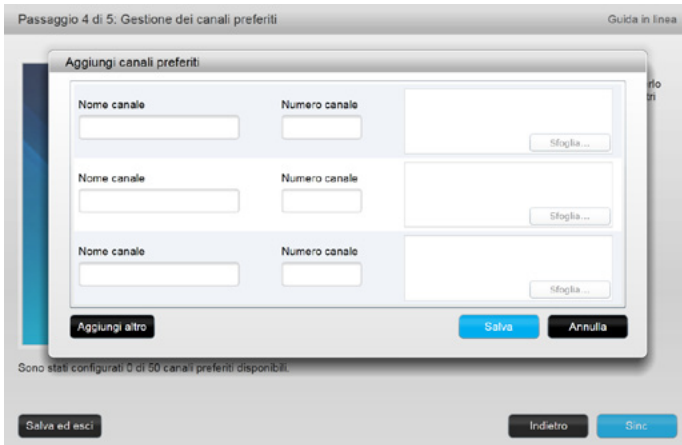 Passaggio 4 di 5: Gestione dei canali preferiti
Guida in linea
Aggiungi canali preferiti
Nome canale
Numero canale
Sfoglia...
Nome canale
Numero canale
Sfoglia...
Nome canale
Numero canale
Sfoglia...
Aggiungi altro
Salva
Annulla
Sono stati configurati 0 di 50 canali preferiti disponibili.
Salva ed esci
Indietro
Sinc